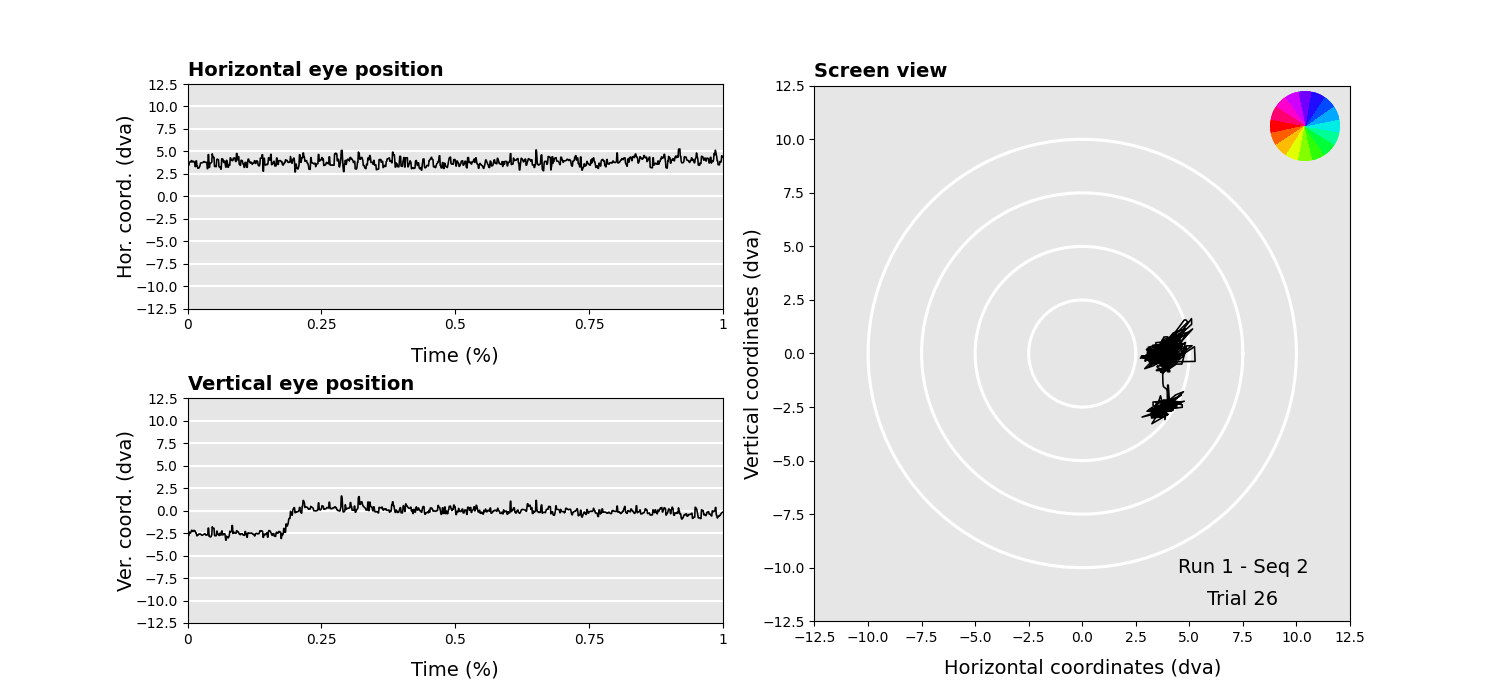 Horizontal eye position
12.5
10.0
7.5
5.0
2.5
0.0
−2.5
−5.0
−7.5
−10.0
−12.5
Hor. coord. (dva)
0 0.25 0.5 0.75 1
Time (%)
Vertical eye position
12.5
10.0
7.5
5.0
2.5
0.0
−2.5
−5.0
−7.5
−10.0
−12.5
Ver. coord. (dva)
0 0.25 0.5 0.75 1
Time (%)
Screen view
12.5
10.0
7.5
5.0
2.5
0.0
−2.5
−5.0
−7.5
−10.0
−12.5
Vertical coordinates (dva)
Run 1 - Seq 2
Trial 26
−12.5 −10.0 −7.5 −5.0 −2.5 0.0 2.5 5.0 7.5 10.0 12.5
Horizontal coordinates (dva)